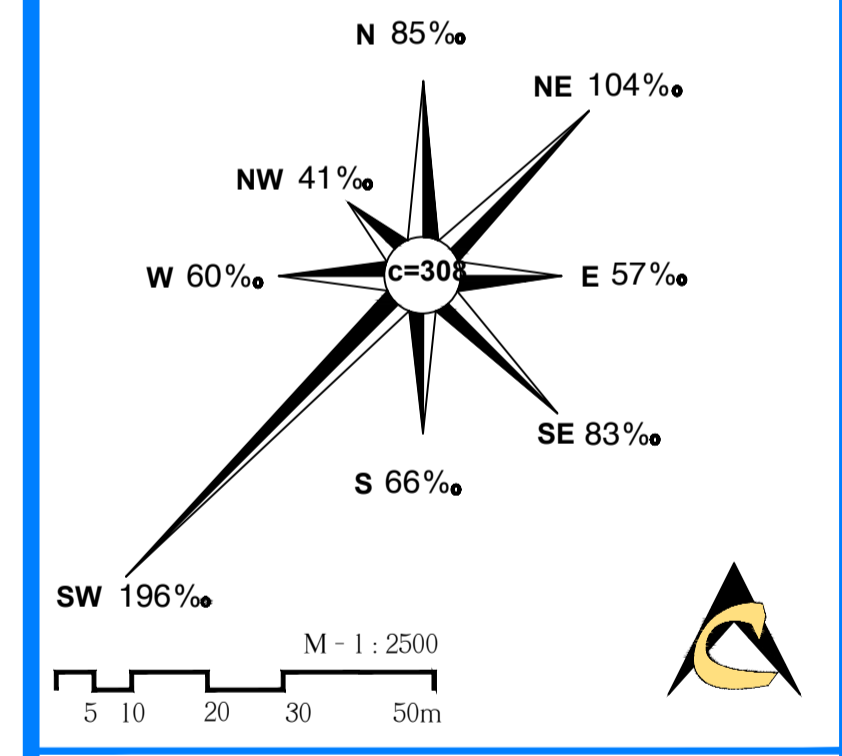 N 85‰
NE 104‰
NW 41‰
W 60‰
c=308
E 57‰
SE 83‰
S 66‰
SW 196‰
M - 1 : 2500
5 10 20 30 50m
C